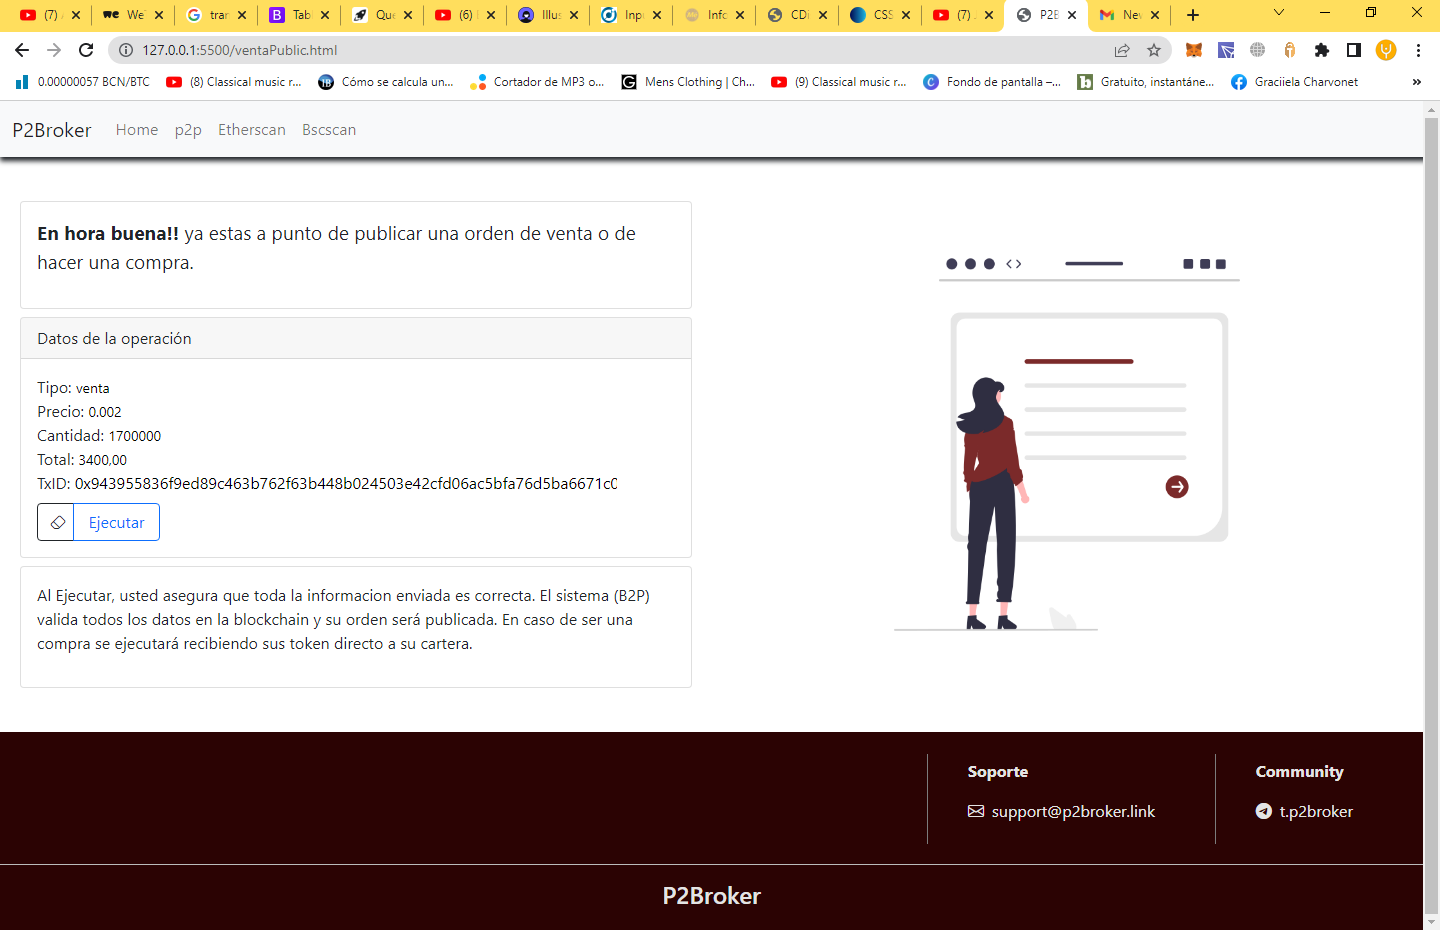 (7) A
We
tran
Tab
Que
(6) I
Illus
Inpu
Info
CDi
CSS
(7)
P2B
Nev
127.0.0.1:5500/ventaPublic.html
0.00000057 BCN/BTC
(8) Classical music r...
Cómo se calcula un...
Cortador de MP3 o...
Mens Clothing | Ch...
(9) Classical music r...
Fondo de pantalla –...
Gratuito, instantáne...
Graciiela Charvonet
»
P2Broker Home p2p Etherscan Bscscan
En hora buena!! ya estas a punto de publicar una orden de venta o de
hacer una compra.
Datos de la operación
Tipo: venta
Precio: 0.002
Cantidad: 1700000
Total: 3400,00
TxID: 0x943955836f9ed89c463b762f63b448b024503e42cfd06ac5bfa76d5ba6671c0
Ejecutar
Al Ejecutar, usted asegura que toda la informacion enviada es correcta. El sistema (B2P)
valida todos los datos en la blockchain y su orden será publicada. En caso de ser una
compra se ejecutará recibiendo sus token directo a su cartera.
Soporte
support@p2broker.link
Community
t.p2broker
P2Broker